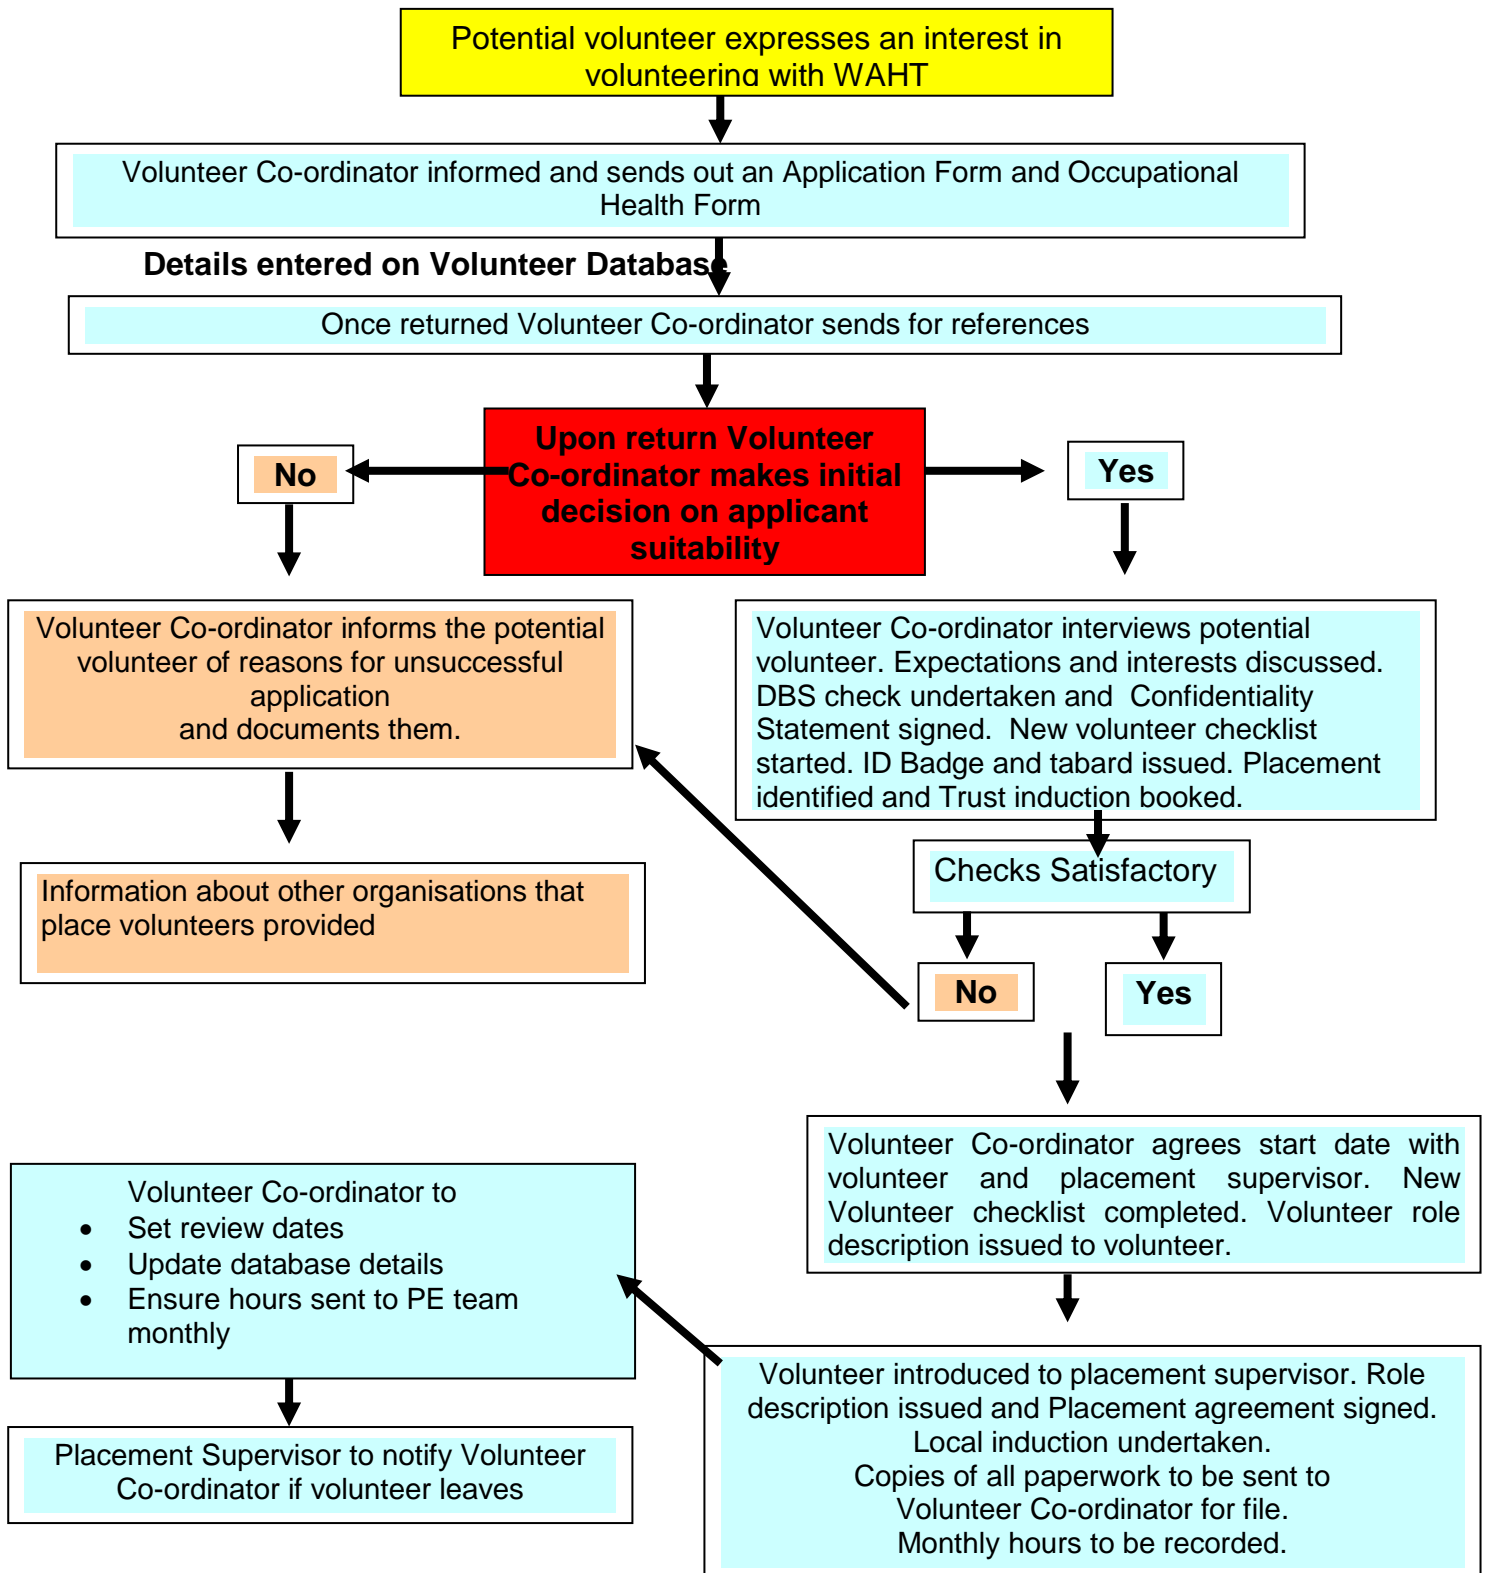 Potential volunteer expresses an interest in
volunteering with WAHT
Volunteer Co-ordinator informed and sends out an Application Form and Occupational
Health Form
Details entered on Volunteer Database
Once returned Volunteer Co-ordinator sends for references
Upon return Volunteer
Co-ordinator makes initial
decision on applicant
suitability
No
Yes
Volunteer Co-ordinator informs the potential
volunteer of reasons for unsuccessful
application
and documents them.
Volunteer Co-ordinator interviews potential
volunteer. Expectations and interests discussed.
DBS check undertaken and Confidentiality
Statement signed. New volunteer checklist
started. ID Badge and tabard issued. Placement
identified and Trust induction booked.
Information about other organisations that
place volunteers provided
Checks Satisfactory
No
Yes
Volunteer Co-ordinator agrees start date with
volunteer and placement supervisor. New
Volunteer checklist completed. Volunteer role
description issued to volunteer.
Volunteer Co-ordinator to
• Set review dates
• Update database details
• Ensure hours sent to PE team
monthly
Volunteer introduced to placement supervisor. Role
description issued and Placement agreement signed.
Local induction undertaken.
Copies of all paperwork to be sent to
Volunteer Co-ordinator for file.
Monthly hours to be recorded.
Placement Supervisor to notify Volunteer
Co-ordinator if volunteer leaves